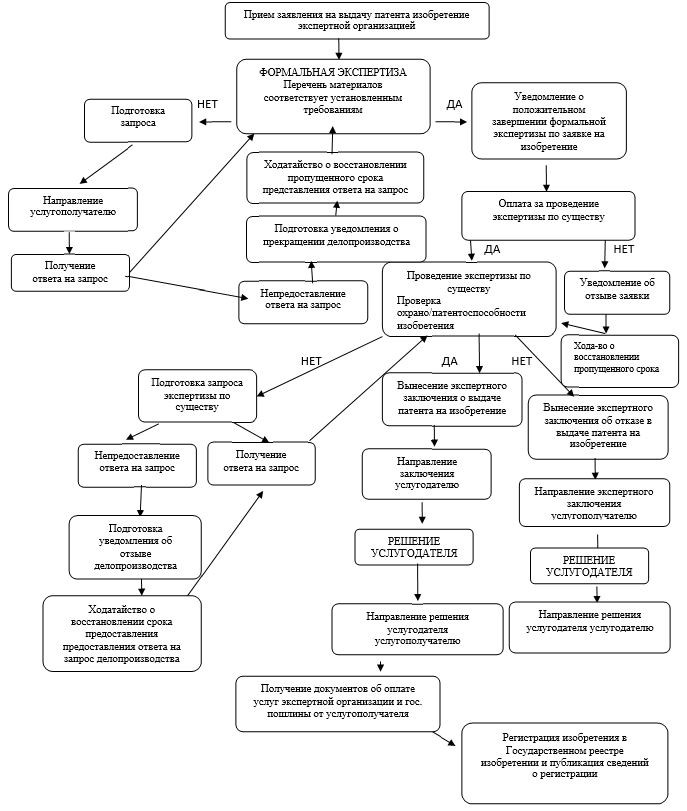 Прием заявления на выдачу патента изобретение
экспертной организацией
ФОРМАЛЬНАЯ ЭКСПЕРТИЗА
Перечень материалов
соответствует установленным
требованиям
НЕТ
ДА
Подготовка
запроса
Уведомление о
положительном
завершении формальной
экспертизы по заявке на
изобретение
Ходатайство о восстановлении
пропущенного срока
представления ответа на запрос
Направление
услугополучателю
Оплата за проведение
экспертизы по существу
Подготовка уведомления о
прекращении делопроизводства
ДА
НЕТ
Получение
ответа на запрос
Непредоставление
ответа на запрос
Проведение экспертизы по
существу
Проверка
охрано/патентоспособности
изобретения
Уведомление об
отзыве заявки
Хода-во о
восстановлении
пропущенного срока
НЕТ
ДА
НЕТ
Подготовка запроса
экспертизы по
существу
Вынесение экспертного
заключения о выдаче
патента на изобретение
Вынесение экспертного
заключения об отказе в
выдаче патента на
изобретение
Непредоставление
ответа на запрос
Получение
ответа на запрос
Направление
заключения
услугодателю
Направление экспертного
заключения
услугополучателю
Подготовка
уведомления об
отзыве
делопроизводства
РЕШЕНИЕ
УСЛУГОДАТЕЛЯ
РЕШЕНИЕ
УСЛУГОДАТЕЛЯ
Ходатайство о
восстановлении срока
предоставления
предоставления ответа на
запрос делопроизводства
Направление решения
услугодателя
услугополучателю
Направление решения
услугодателя услугодателю
Получение документов об оплате
услуг экспертной организации и гос.
пошлины от услугополучателя
Регистрация изобретения в
Государственном реестре
изобретении и публикация сведений
о регистрации